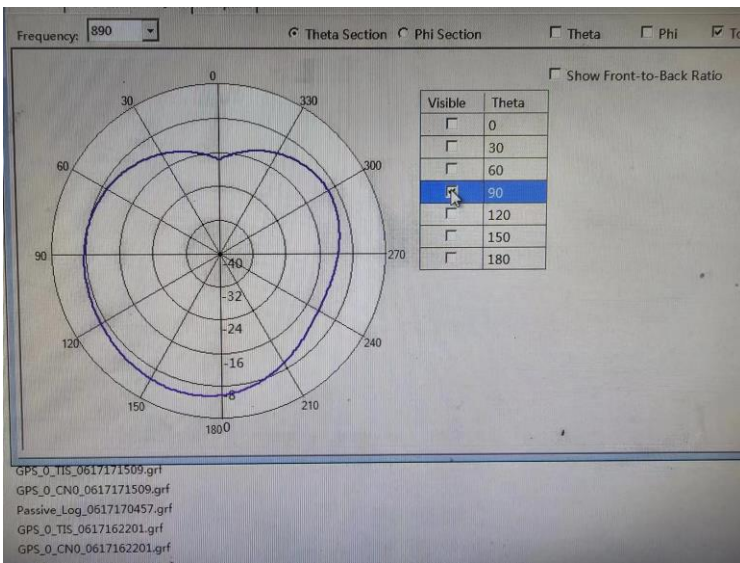 Frequency: 890 Theta Section Phi Section Theta Phi
Show Front-to-Back Ratio
Visible Theta
0
30
60
90
120
150
180
0
30 330
60 300
90 270
120 240
150 210
180
-40
-32
-24
-16
-8
0
GPS_0_TIS_0617171509.grf
GPS_0_CN0_0617171509.grf
Passive_Log_0617170457.grf
GPS_0_TIS_0617162201.grf
GPS_0_CN0_0617162201.grf